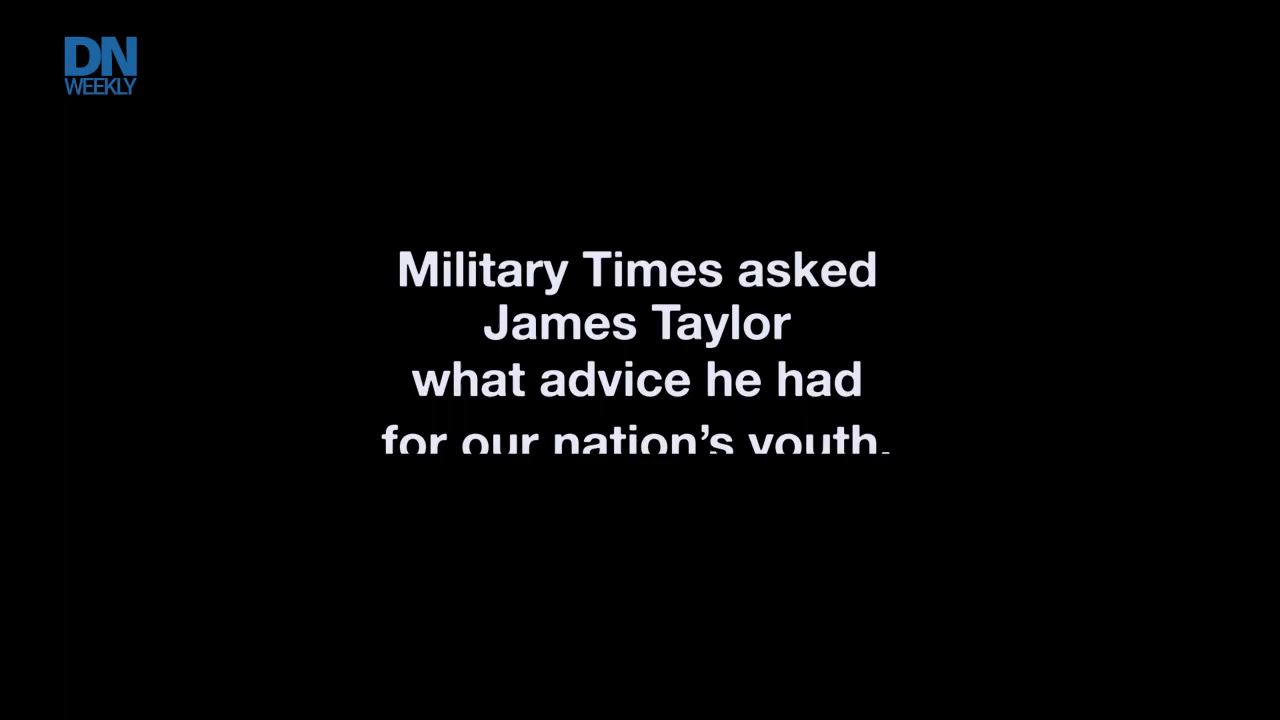 DN
WEEKLY
Military Times asked
James Taylor
what advice he had
for our nation's youth.